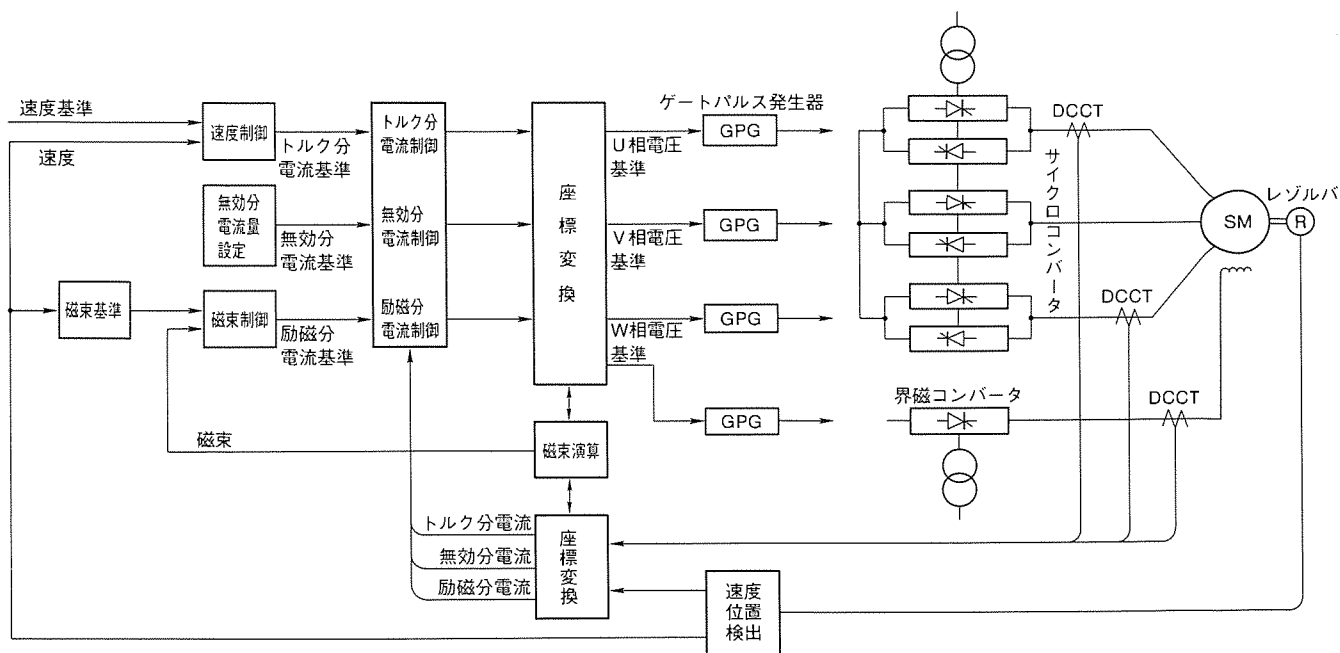 速度基準
速度
速度制御
トルク分
電流基準
無効分
電流量
設定
無効分
電流基準
磁束基準
磁束制御
励磁分
電流基準
磁束
トルク分
電流制御
無効分
電流制御
励磁分
電流制御
座標変換
U相電圧
基準
V相電圧
基準
W相電圧
基準
ゲートパルス発生器
GPG
GPG
GPG
GPG
サイクロコンバータ
DCCT
DCCT
DCCT
SM
レゾルバ
R
界磁コンバータ
磁束演算
トルク分電流
無効分電流
励磁分電流
座標変換
速度
位置
検出